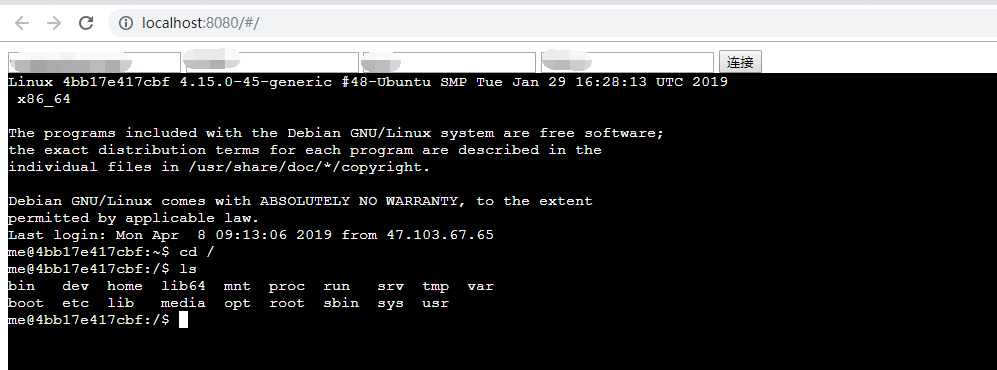 localhost:8080/#/
连接
Linux 4bb17e417cbf 4.15.0-45-generic #48-Ubuntu SMP Tue Jan 29 16:28:13 UTC 2019
x86_64
The programs included with the Debian GNU/Linux system are free software;
the exact distribution terms for each program are described in the
individual files in /usr/share/doc/*/copyright.
Debian GNU/Linux comes with ABSOLUTELY NO WARRANTY, to the extent
permitted by applicable law.
Last login: Mon Apr  8 09:13:06 2019 from 47.103.67.65
me@4bb17e417cbf:~$ cd /
me@4bb17e417cbf:/$ ls
bin   dev  home  lib64  mnt  proc  run   srv  tmp  var
boot  etc  lib   media  opt  root  sbin  sys  usr
me@4bb17e417cbf:/$